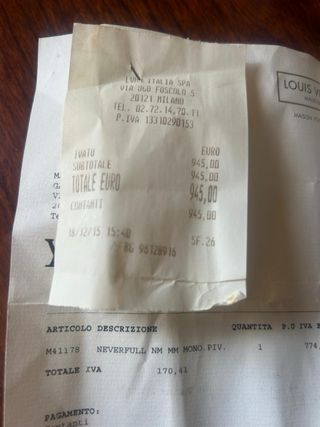 LVMH ITALIA SPA
VIA UGO FOSCOLO 5
20121 MILANO
TEL. 02.72.14,70.11
P.IVA 13310290153
EURO
IVATO 945,00
SUBTOTALE 945,00
TOTALE EURO 945,00
CONTANTI 945,00
18/12/15 15:40 SF.26
96128916
LOUIS
ARTICOLO DESCRIZIONE QUANTITA P.U IVA
M41178 NEVERFULL NM MM MONO.PIV. 1 774,
TOTALE IVA 170,41
PAGAMENTO: